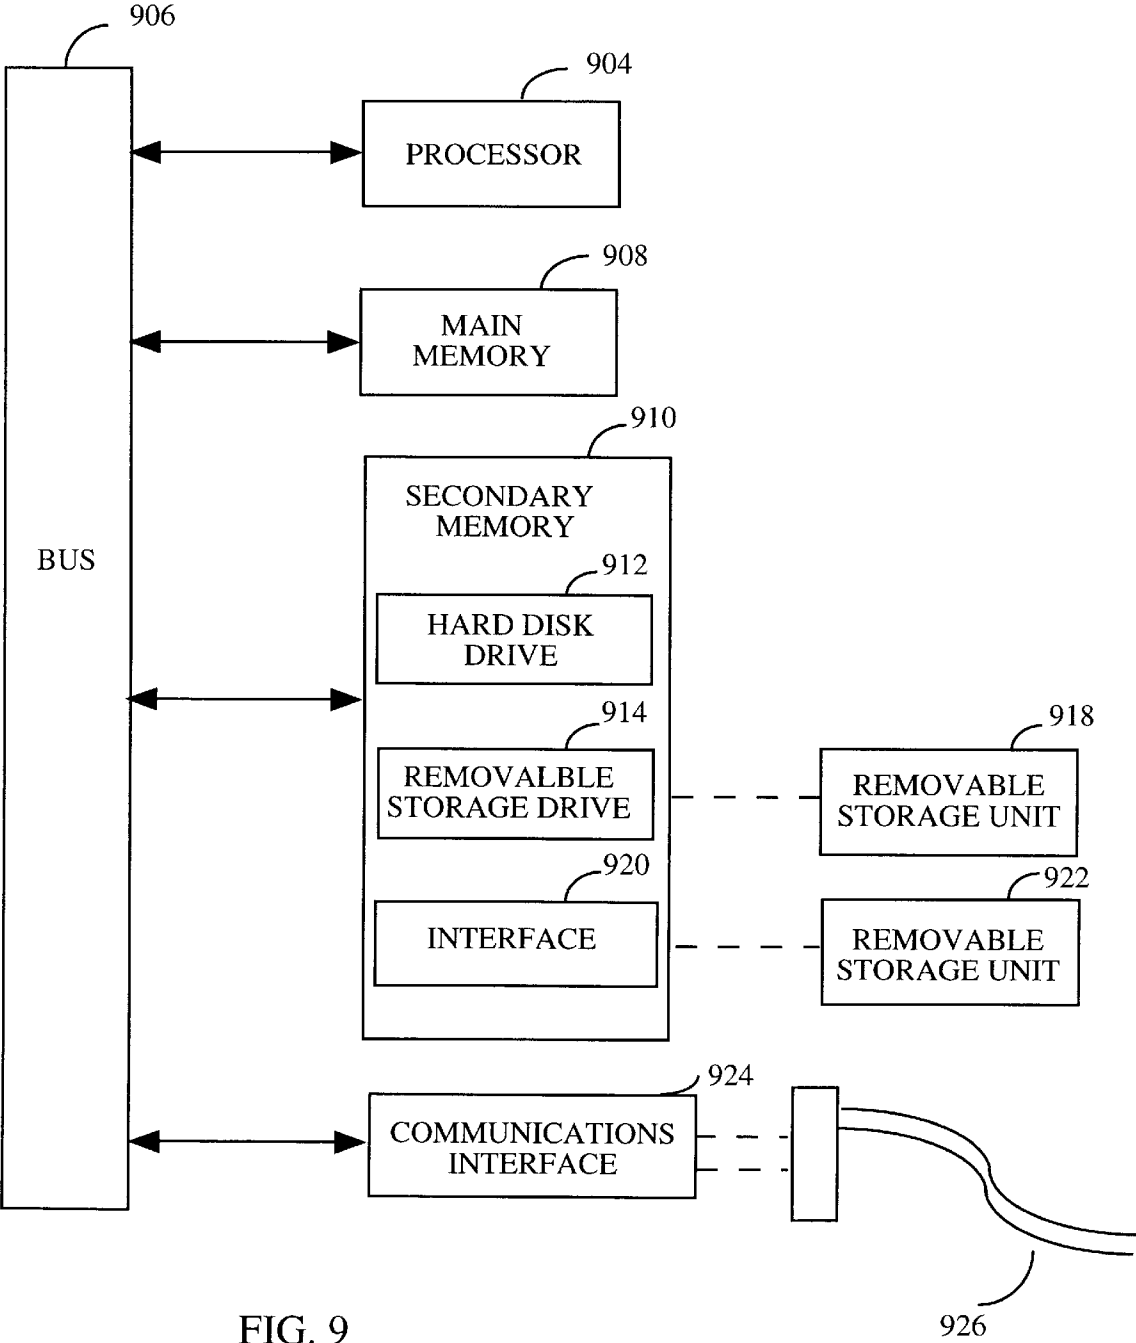 906
904
PROCESSOR
908
MAIN
MEMORY
910
SECONDARY
MEMORY
BUS
912
HARD DISK
DRIVE
914
REMOVALBLE
STORAGE DRIVE
918
REMOVABLE
STORAGE UNIT
920
INTERFACE
922
REMOVABLE
STORAGE UNIT
924
COMMUNICATIONS
INTERFACE
926
FIG. 9